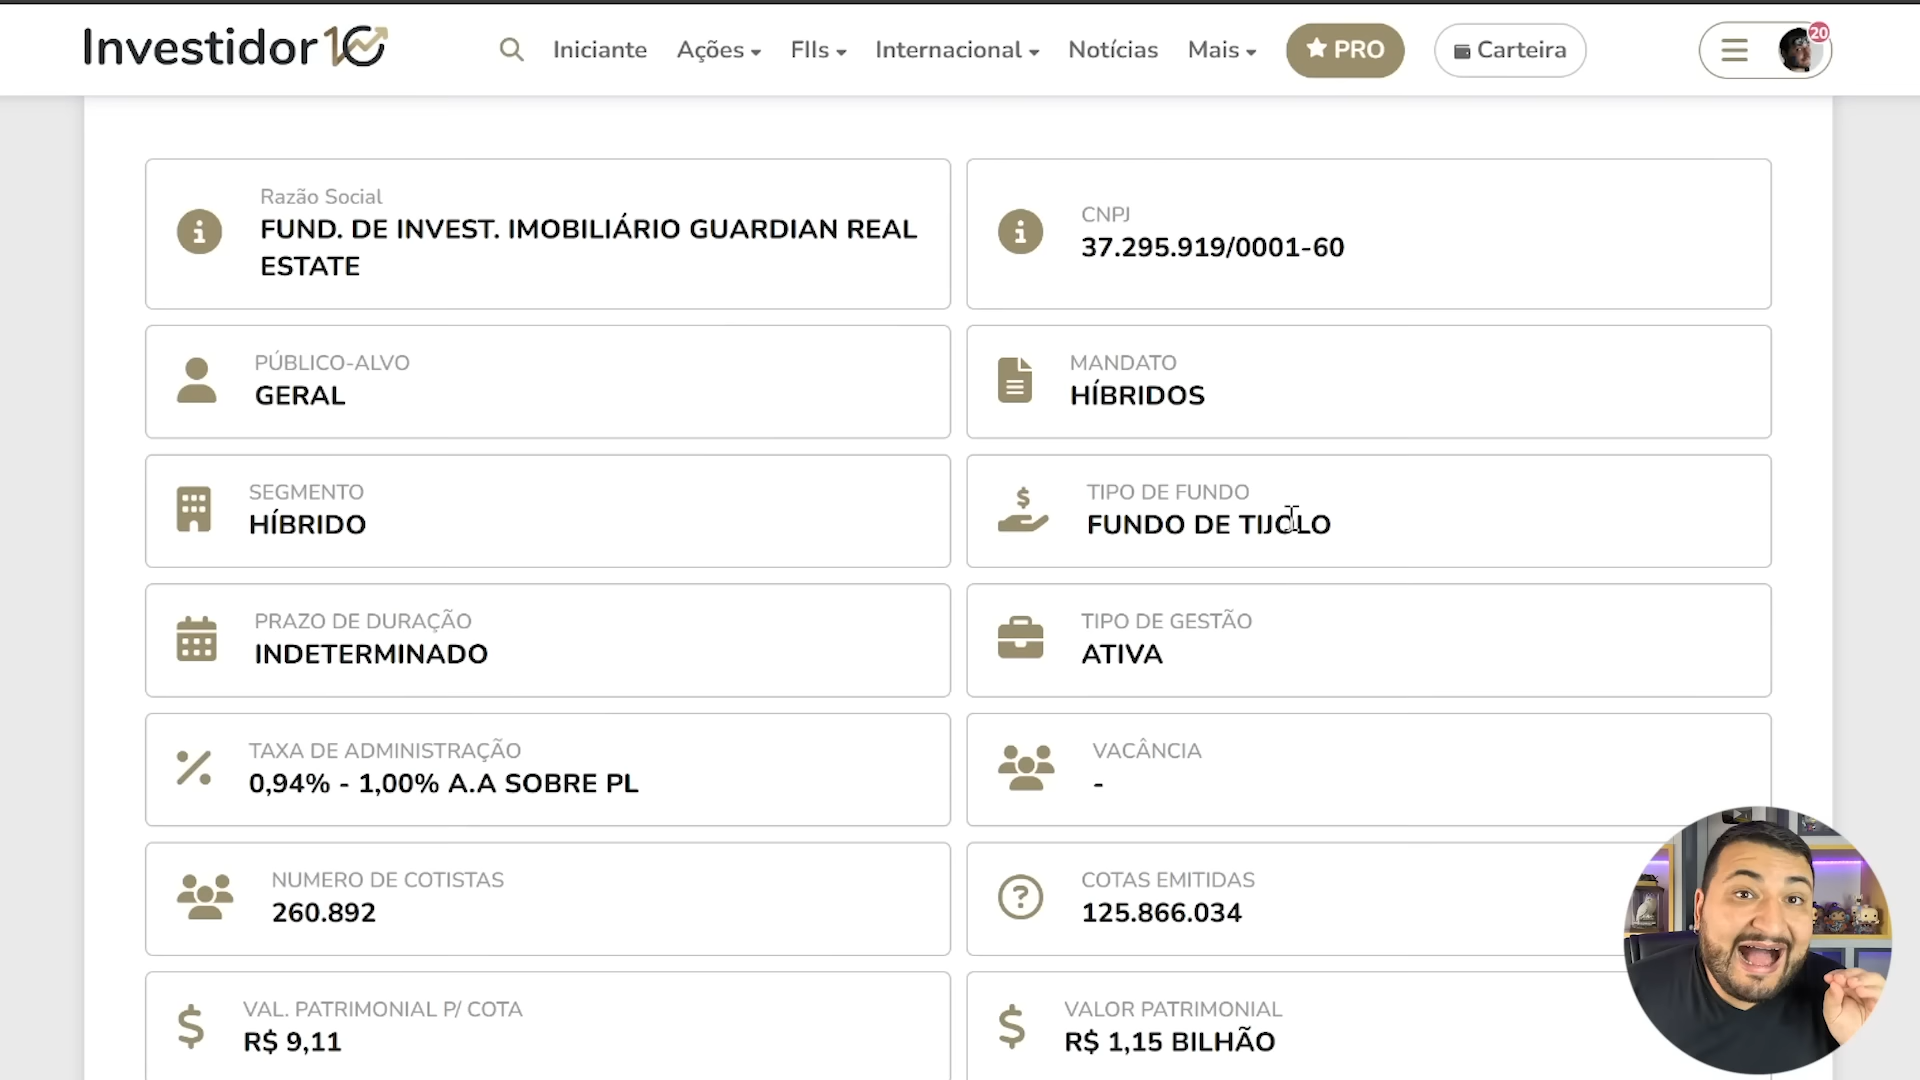 Investidor 10
Iniciante
Ações
FIIs
Internacional
Notícias
Mais
PRO
Carteira
20
Razão Social
FUND. DE INVEST. IMOBILIÁRIO GUARDIAN REAL
ESTATE
CNPJ
37.295.919/0001-60
PÚBLICO-ALVO
GERAL
MANDATO
HÍBRIDOS
SEGMENTO
HÍBRIDO
TIPO DE FUNDO
FUNDO DE TIJOLO
PRAZO DE DURAÇÃO
INDETERMINADO
TIPO DE GESTÃO
ATIVA
TAXA DE ADMINISTRAÇÃO
0,94% - 1,00% A.A SOBRE PL
VACÂNCIA
-
NUMERO DE COTISTAS
260.892
COTAS EMITIDAS
125.866.034
VAL. PATRIMONIAL P/ COTA
R$ 9,11
VALOR PATRIMONIAL
R$ 1,15 BILHÃO